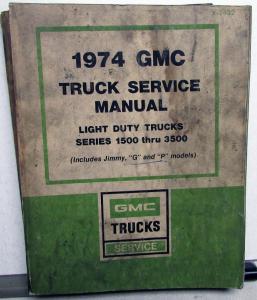 1974 GMC
TRUCK SERVICE
MANUAL
LIGHT DUTY TRUCKS
SERIES 1500 thru 3500
(Includes Jimmy, "G" and "P" models)
GMC
TRUCKS
SERVICE